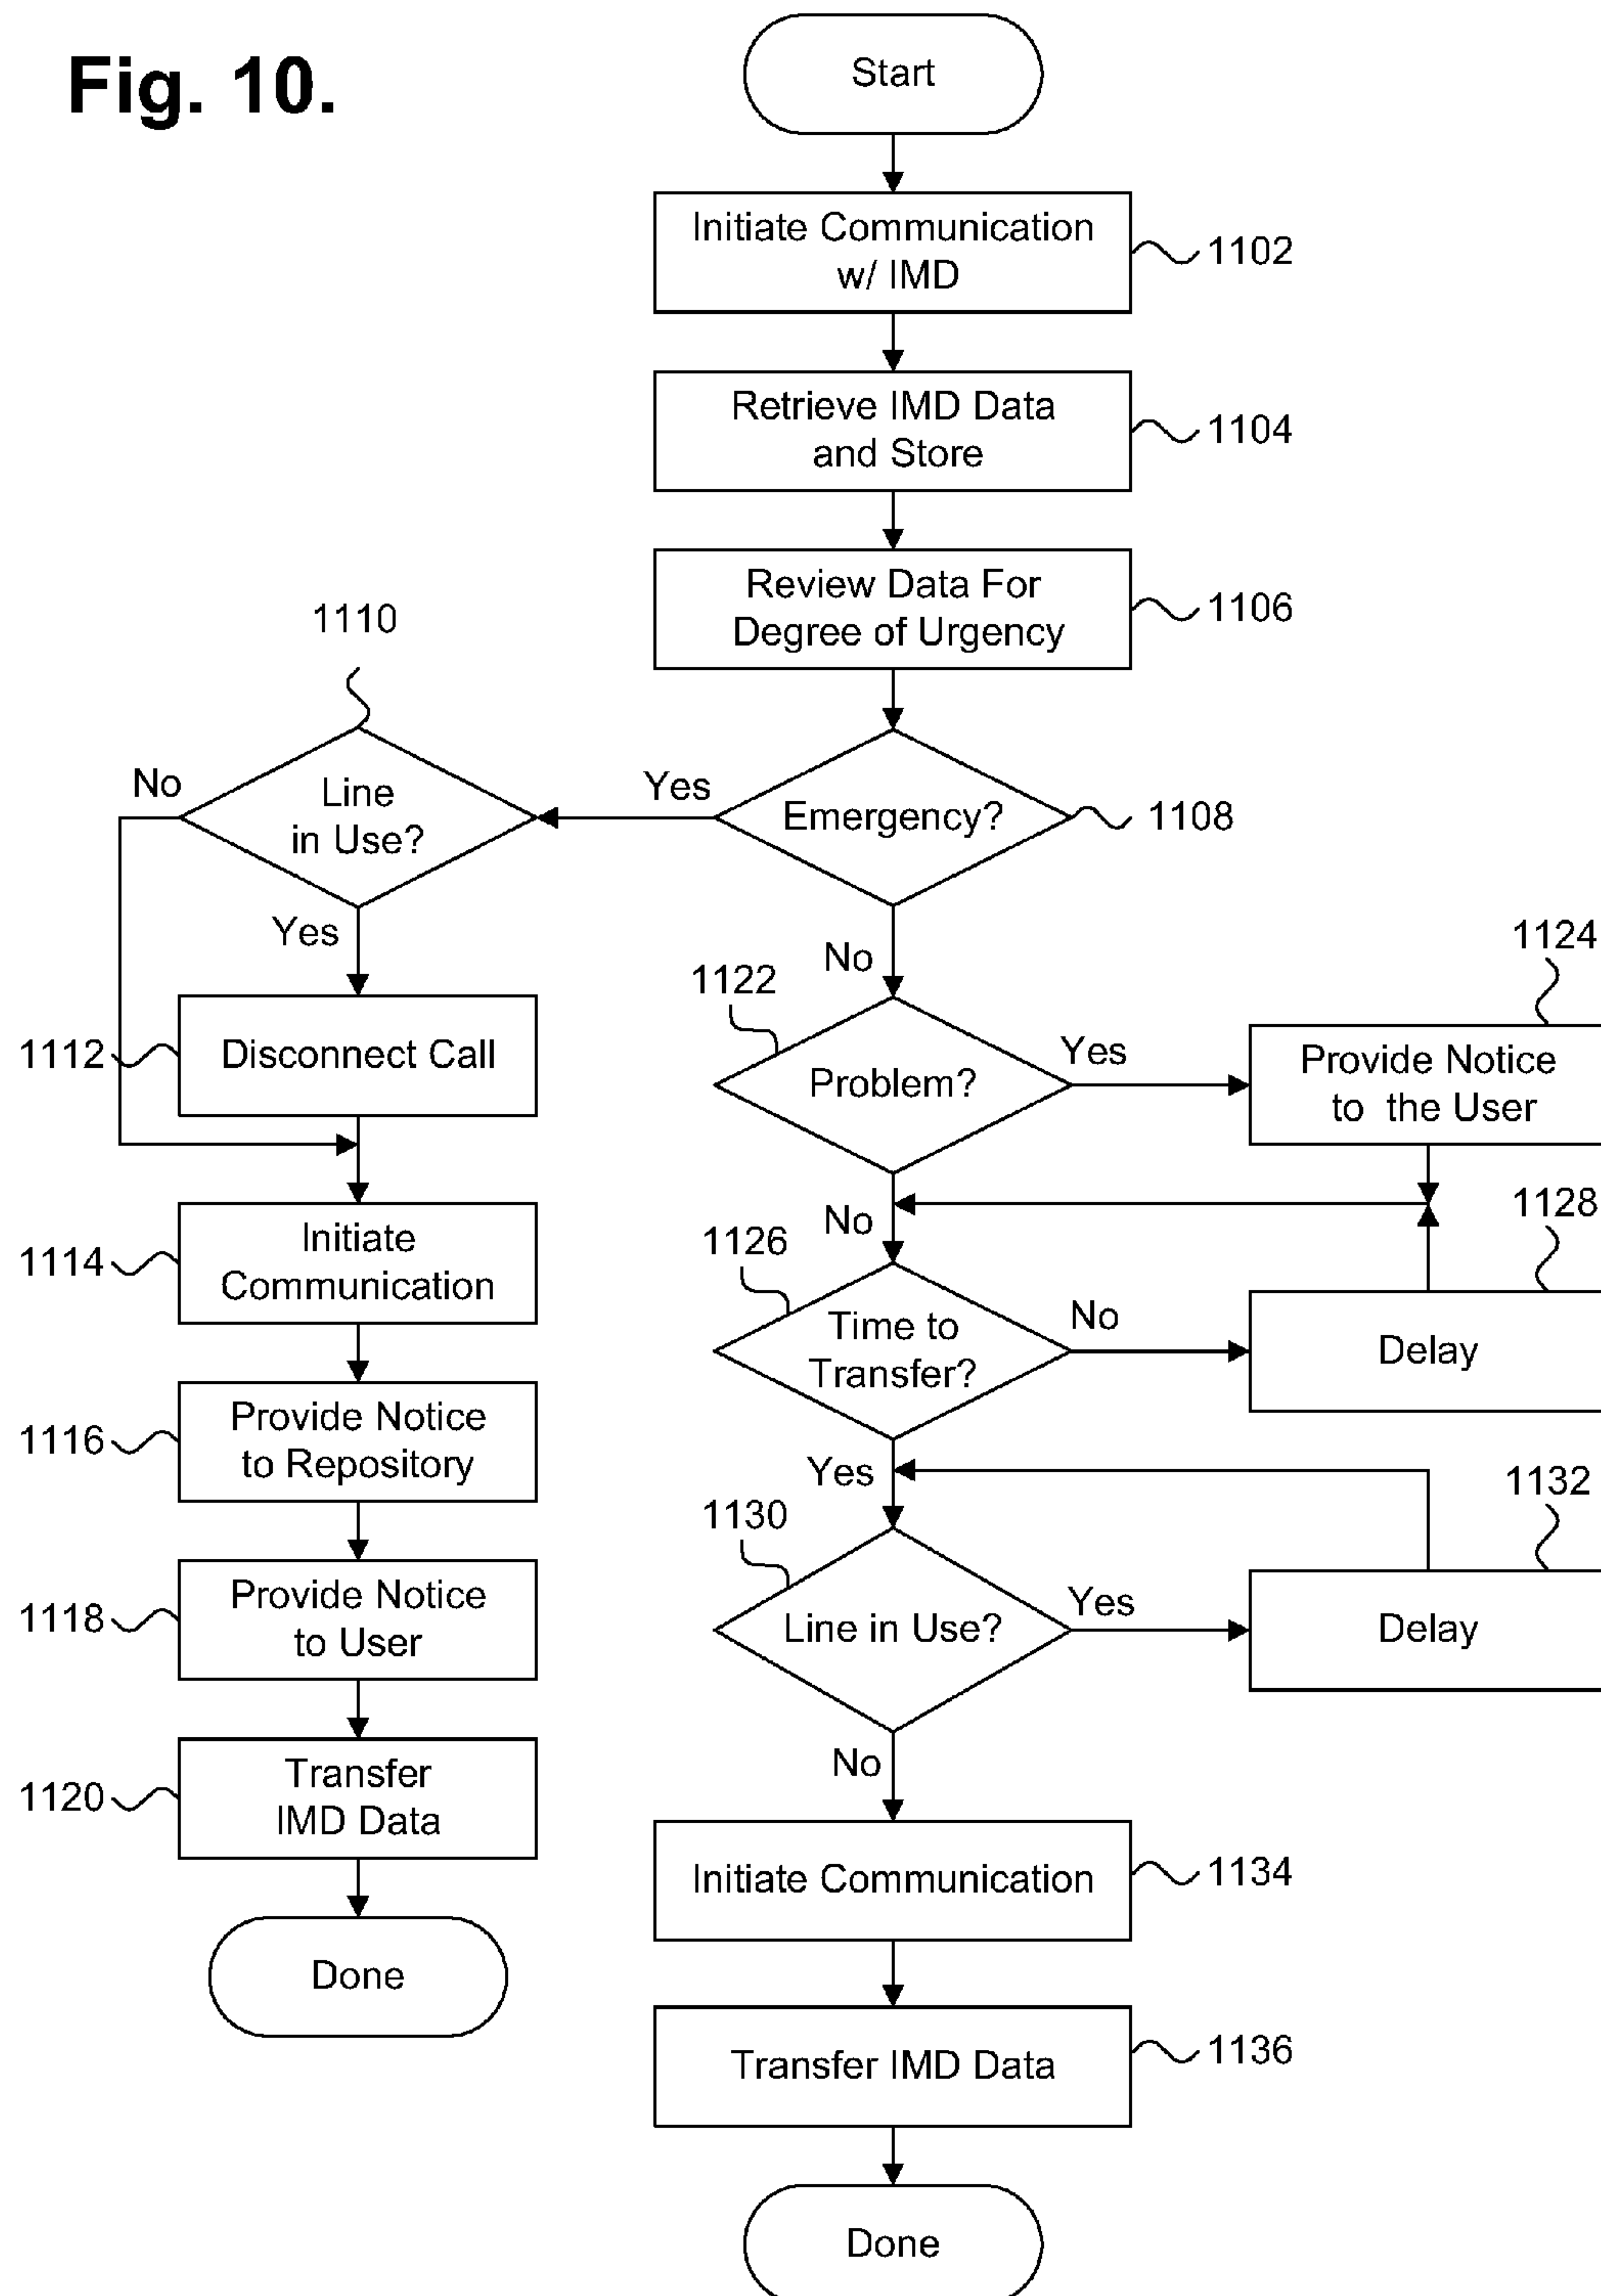 Fig. 10.
Start
Initiate Communication
w/ IMD
1102
Retrieve IMD Data
and Store
1104
Review Data For
Degree of Urgency
1106
1110
Line
in Use?
No
Yes
Yes
Emergency?
1108
No
1112
Disconnect Call
1114
Initiate
Communication
1116
Provide Notice
to Repository
1118
Provide Notice
to User
1120
Transfer
IMD Data
Done
1122
Problem?
Yes
1124
Provide Notice
to the User
No
1126
Time to
Transfer?
No
1128
Delay
Yes
1130
Line in Use?
Yes
1132
Delay
No
Initiate Communication
1134
Transfer IMD Data
1136
Done